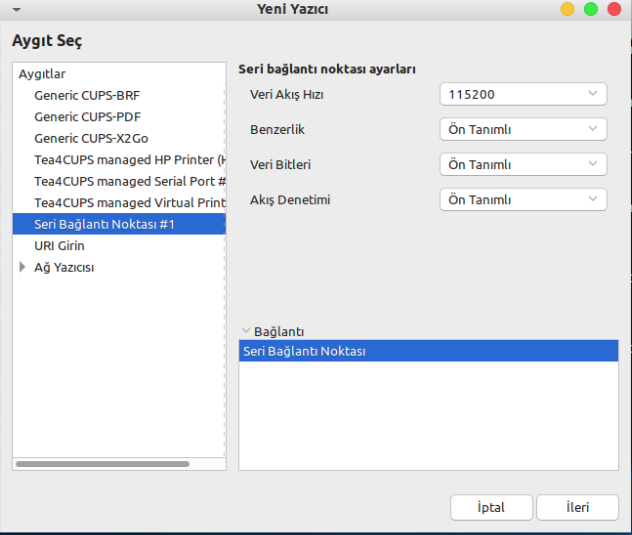 Yeni Yazıcı
Aygıt Seç
Aygıtlar
Generic CUPS-BRF
Generic CUPS-PDF
Generic CUPS-X2Go
Tea4CUPS managed HP Printer (H
Tea4CUPS managed Serial Port #
Tea4CUPS managed Virtual Print
Seri Bağlantı Noktası #1
URI Girin
Ağ Yazıcısı
Seri bağlantı noktası ayarları
Veri Akış Hızı 115200
Benzerlik Ön Tanımlı
Veri Bitleri Ön Tanımlı
Akış Denetimi Ön Tanımlı
Bağlantı
Seri Bağlantı Noktası
İptal İleri